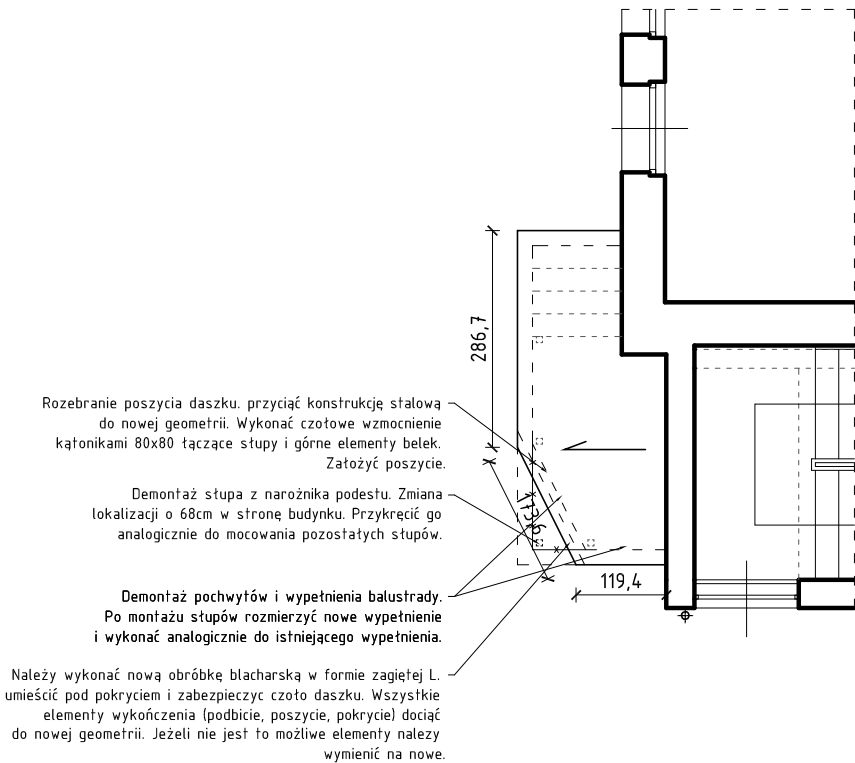 286,7
Rozebranie poszycia daszku. przyciąć konstrukcję stalową
do nowej geometrii. Wykonać czołowe wzmocnienie
kątonikami 80x80 łączące słupy i górne elementy belek.
Założyć poszycie.
173,6
Demontaż słupa z narożnika podestu. Zmiana
lokalizacji o 68cm w stronę budynku. Przykręcić go
analogicznie do mocowania pozostałych słupów.
119,4
Demontaż pochwytów i wypełnienia balustrady.
Po montażu słupów rozmierzyć nowe wypełnienie
i wykonać analogicznie do istniejącego wypełnienia.
Należy wykonać nową obróbkę blacharską w formie zagiętej L.
umieścić pod pokryciem i zabezpieczyc czoło daszku. Wszystkie
elementy wykończenia (podbicie, poszycie, pokrycie) dociąć
do nowej geometrii. Jeżeli nie jest to możliwe elementy nalezy
wymienić na nowe.